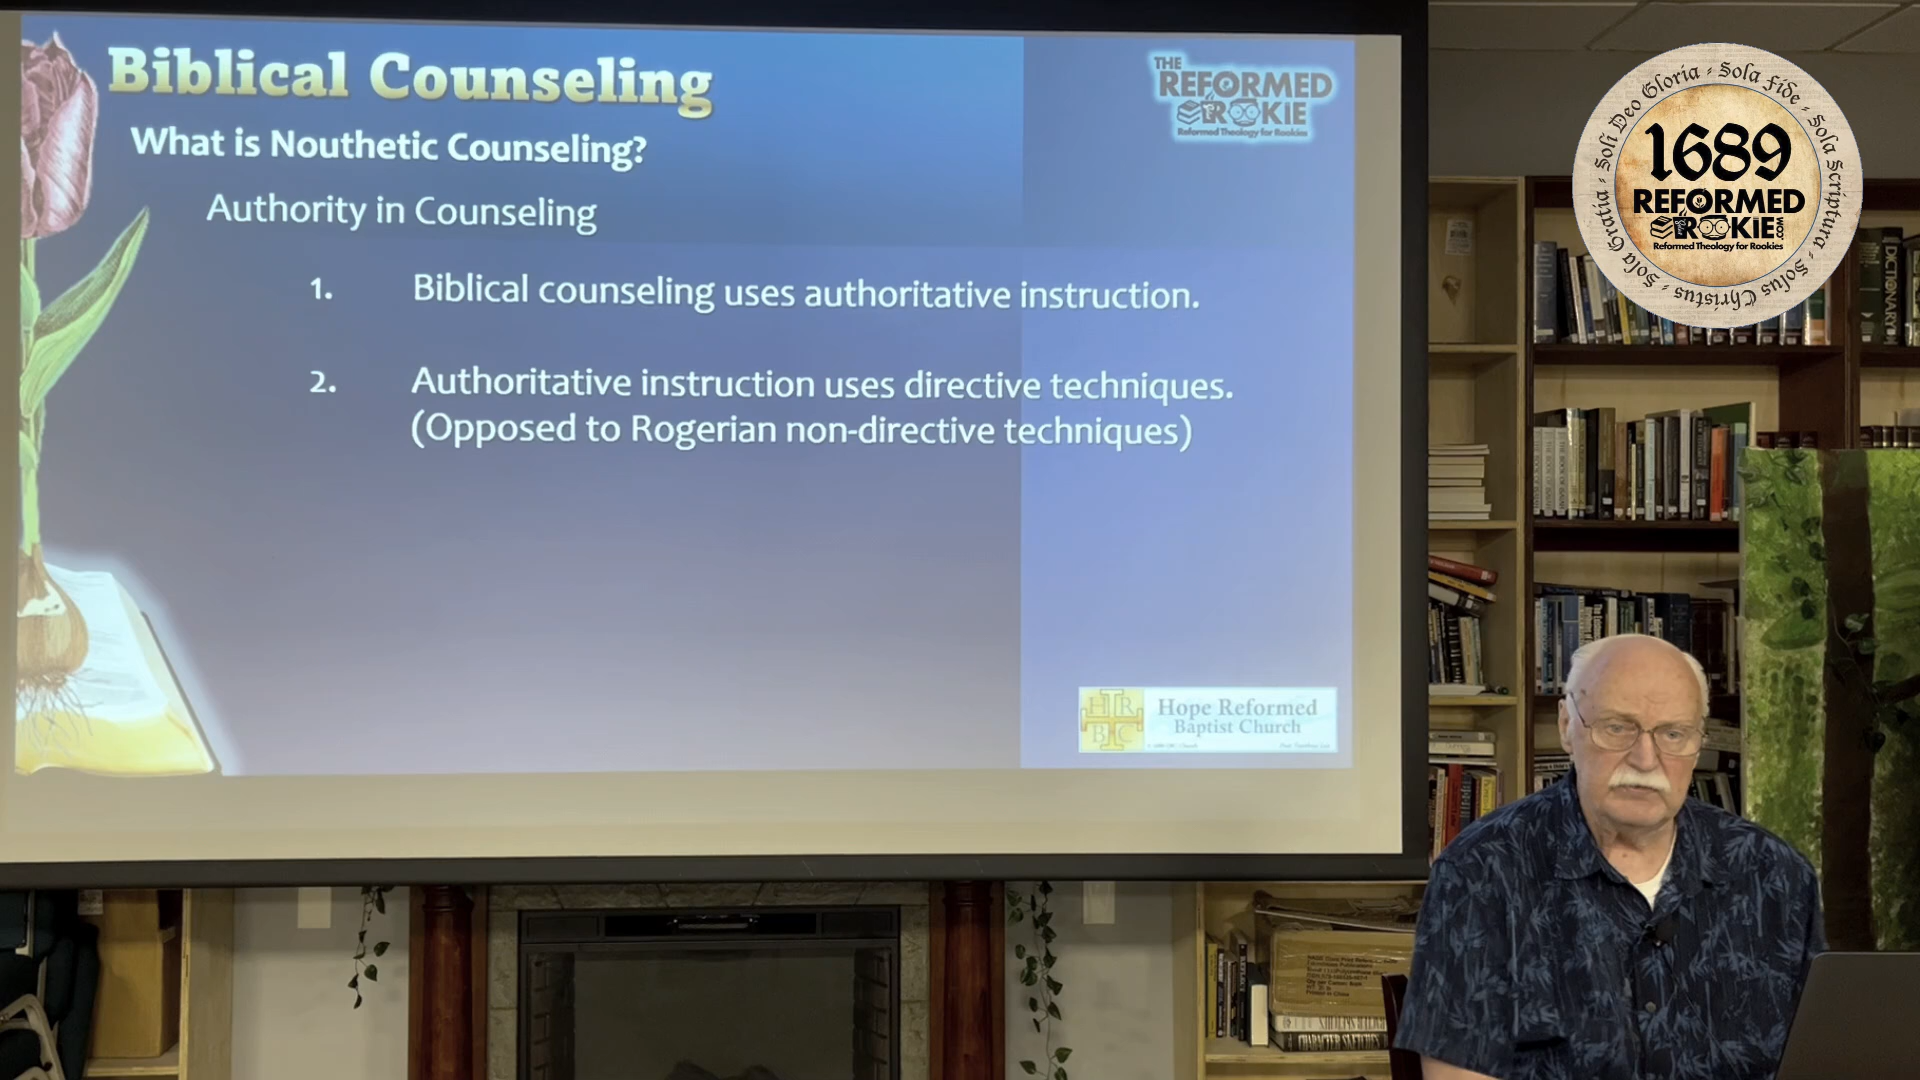 Biblical Counseling
What is Nouthetic Counseling?
Authority in Counseling
1. Biblical counseling uses authoritative instruction.
2. Authoritative instruction uses directive techniques.
(Opposed to Rogerian non-directive techniques)
THE
REFORMED
ROOKIE
Reformed Theology for Rookies
HR
BC
Hope Reformed
Baptist Church
Soli Deo Gloria - Sola Fide - Sola Scriptura - Solus Christus - Sola Gratia -
1689
REFORMED
ROOKIE.COM
Reformed Theology for Rookies
DICTIONARY